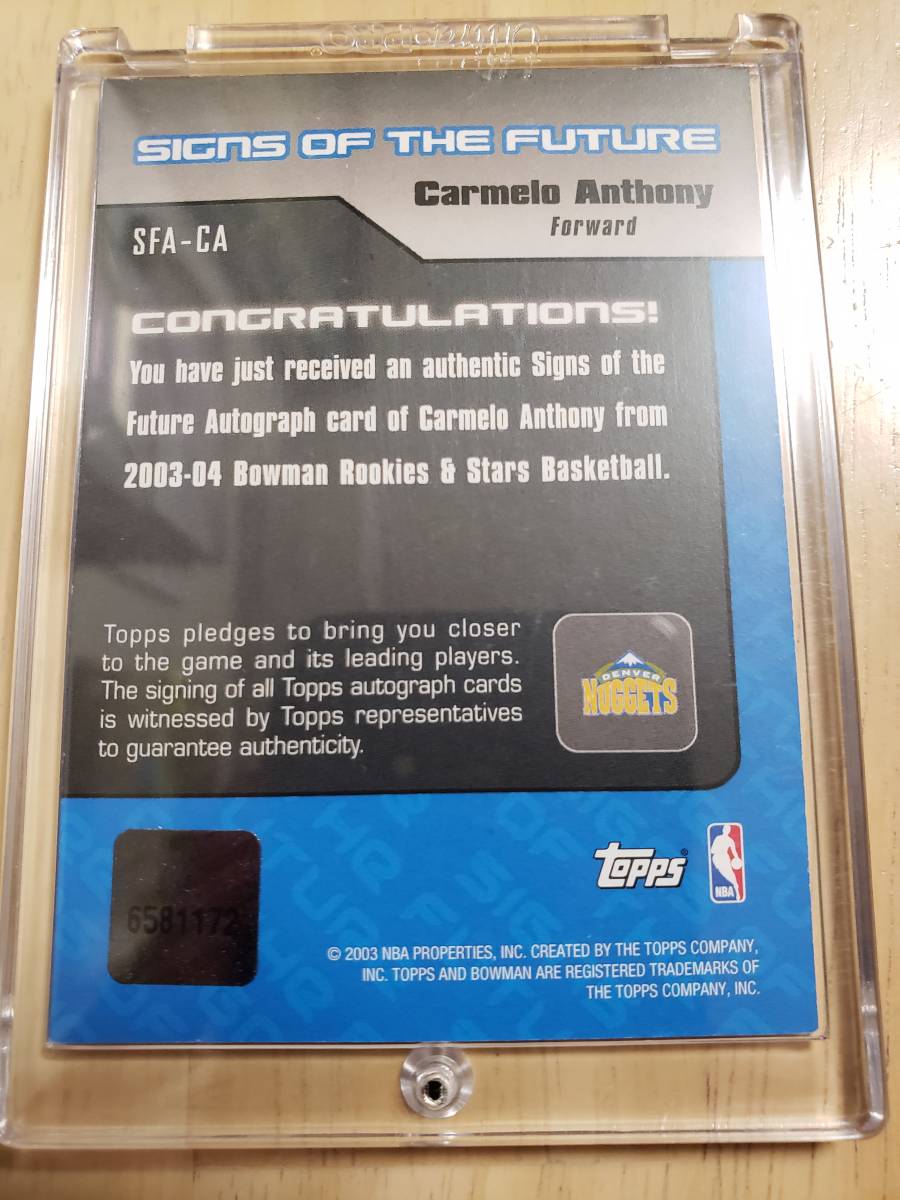 SIGNS OF THE FUTURE
Carmelo Anthony
Forward
SFA-CA
CONGRATULATIONS!
You have just received an authentic Signs of the
Future Autograph card of Carmelo Anthony from
2003-04 Bowman Rookies & Stars Basketball.
Topps pledges to bring you closer
to the game and its leading players.
The signing of all Topps autograph cards
is witnessed by Topps representatives
to guarantee authenticity.
DENVER
NUGGETS
6581172
Topps®
NBA
© 2003 NBA PROPERTIES, INC. CREATED BY THE TOPPS COMPANY,
INC. TOPPS AND BOWMAN ARE REGISTERED TRADEMARKS OF
THE TOPPS COMPANY, INC.